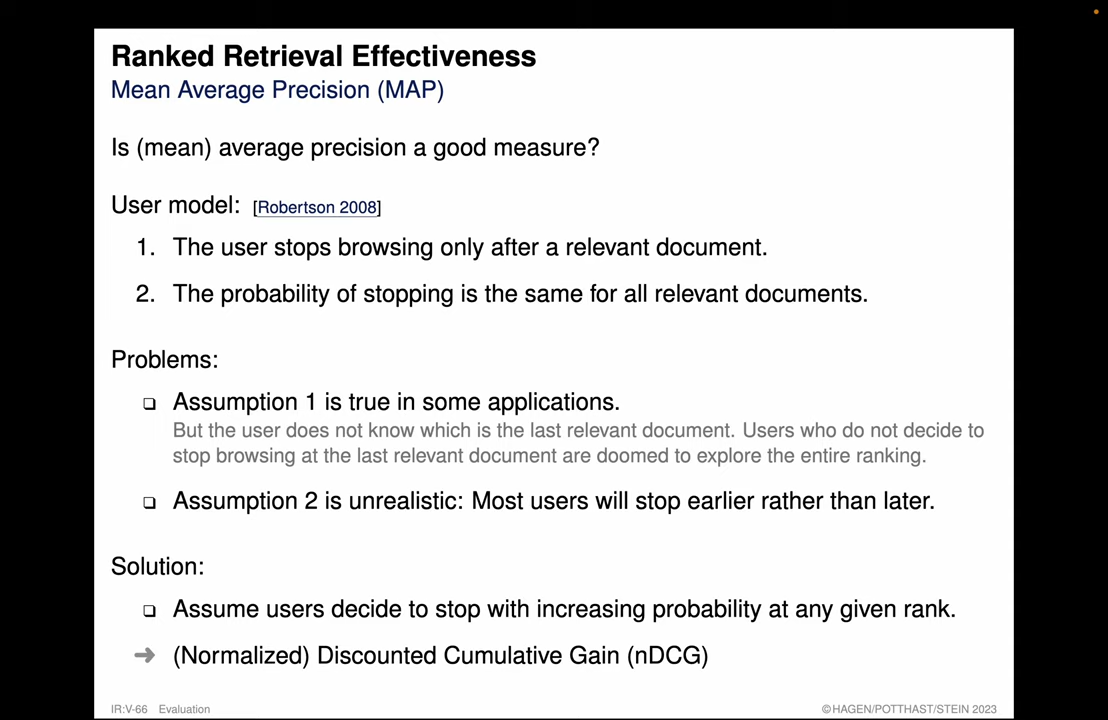 Ranked Retrieval Effectiveness
Mean Average Precision (MAP)
Is (mean) average precision a good measure?
User model: [Robertson 2008]
1. The user stops browsing only after a relevant document.
2. The probability of stopping is the same for all relevant documents.
Problems:
❑ Assumption 1 is true in some applications.
But the user does not know which is the last relevant document. Users who do not decide to
stop browsing at the last relevant document are doomed to explore the entire ranking.
❑ Assumption 2 is unrealistic: Most users will stop earlier rather than later.
Solution:
❑ Assume users decide to stop with increasing probability at any given rank.
➜ (Normalized) Discounted Cumulative Gain (nDCG)
IR:V-66 Evaluation ©HAGEN/POTTHAST/STEIN 2023